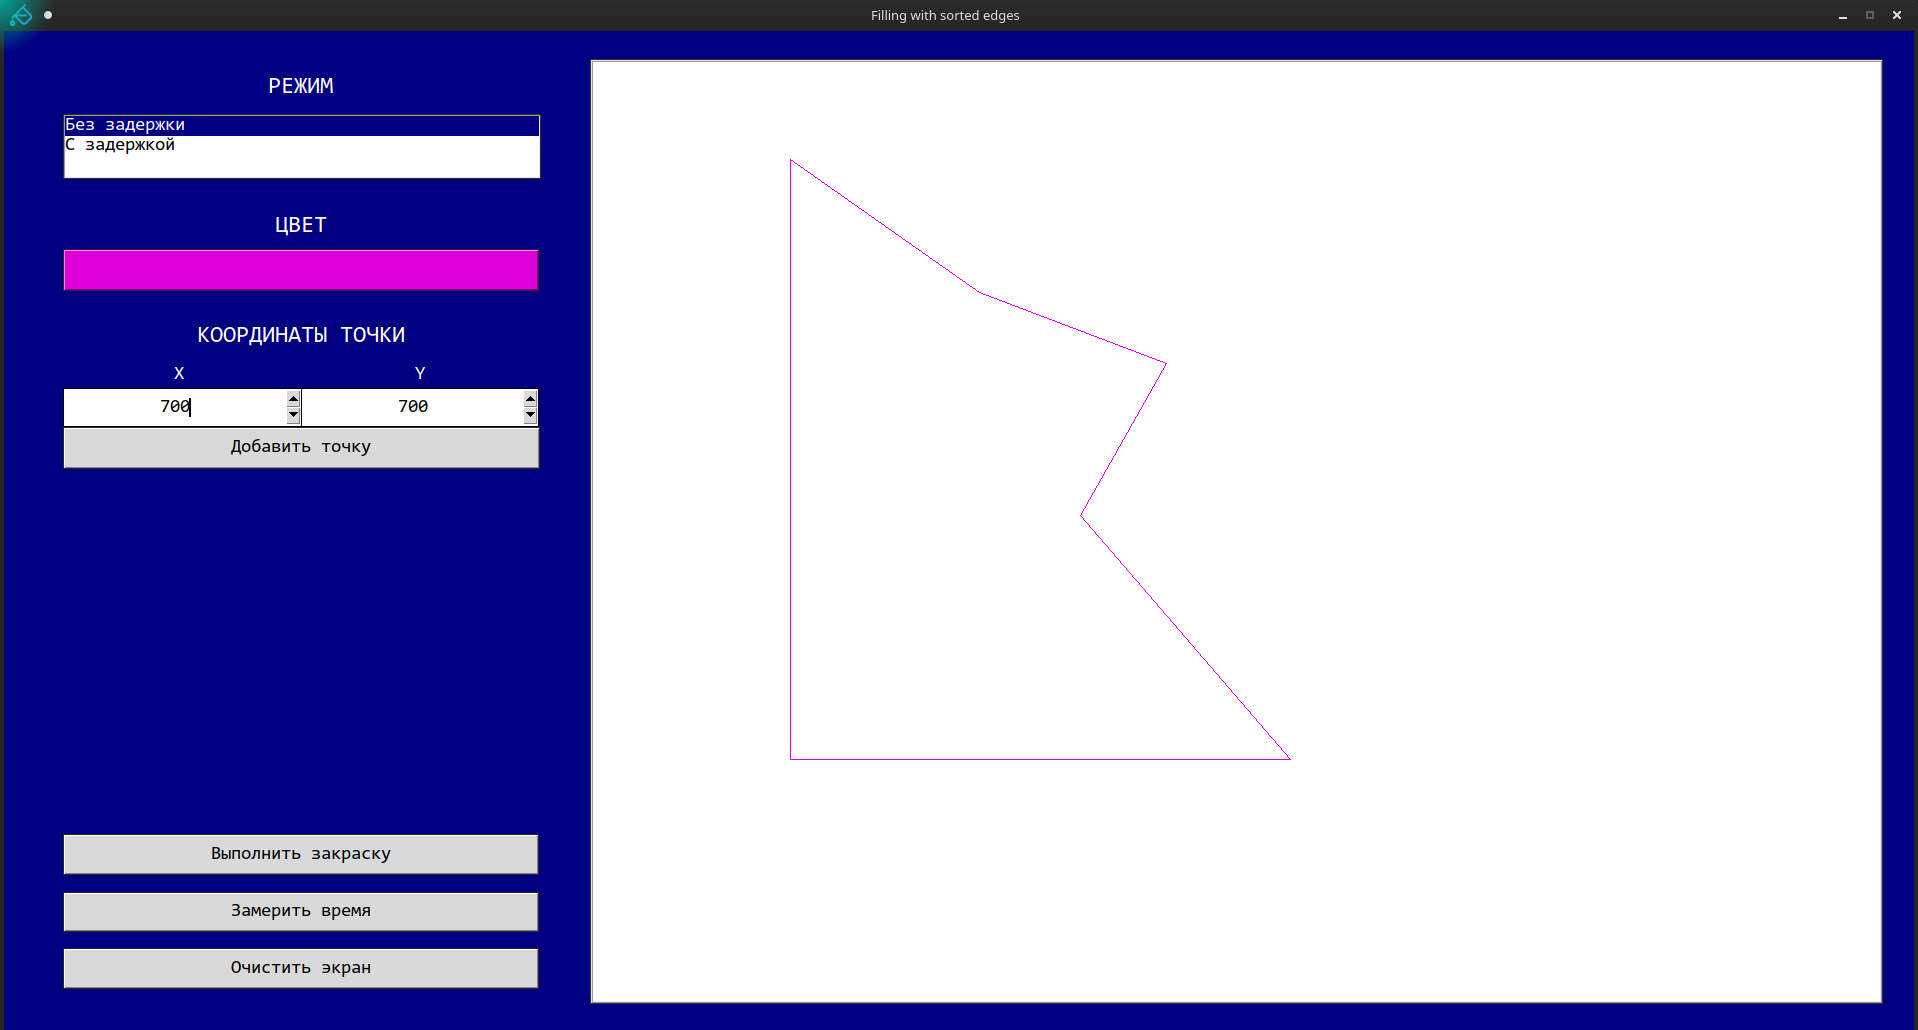 Filling with sorted edges
РЕЖИМ
Без задержки
С задержкой
ЦВЕТ
КООРДИНАТЫ ТОЧКИ
X Y
700 700
Добавить точку
Выполнить закраску
Замерить время
Очистить экран